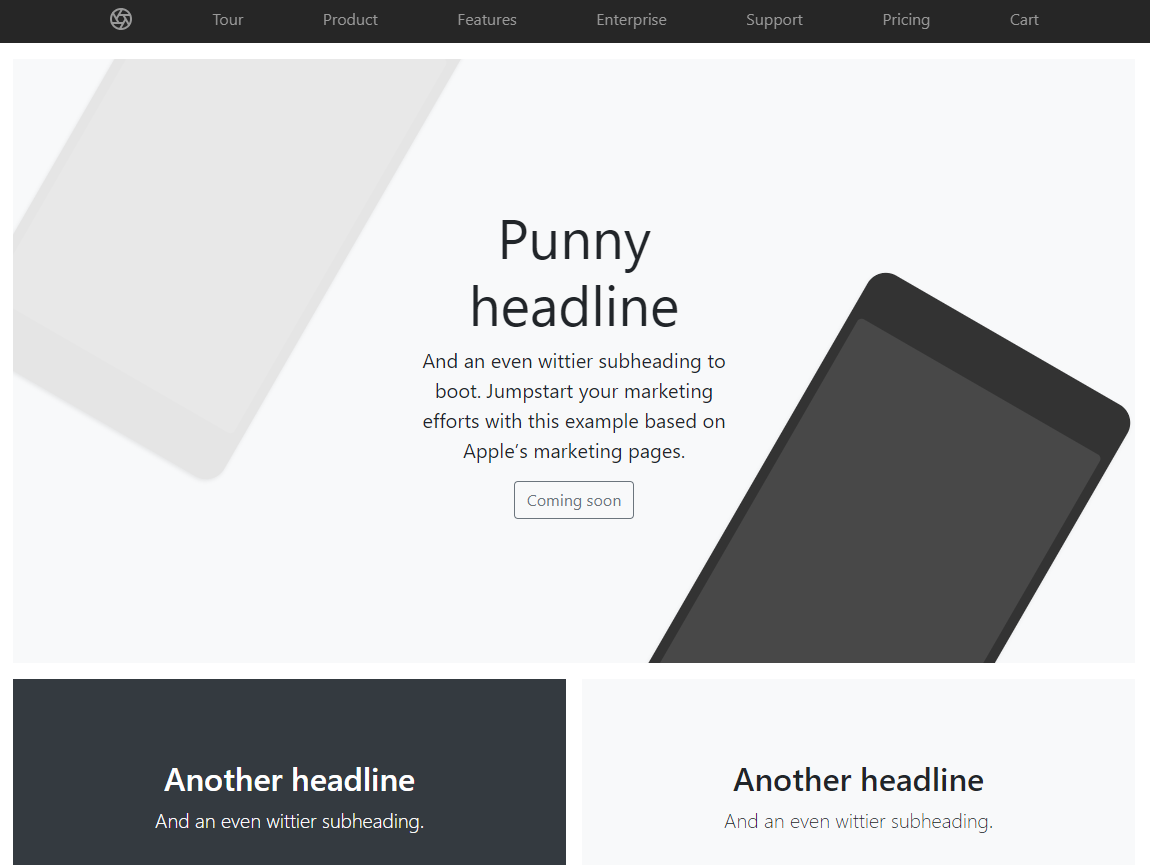 Tour Product Features Enterprise Support Pricing Cart
Punny
headline
And an even wittier subheading to
boot. Jumpstart your marketing
efforts with this example based on
Apple’s marketing pages.
Coming soon
Another headline
And an even wittier subheading.
Another headline
And an even wittier subheading.